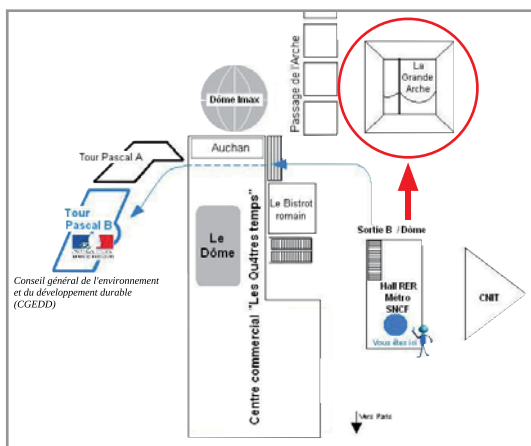 Dôme Imax
Passage de l'Arche
La
Grande
Arche
Tour Pascal A
Auchan
Tour
Pascal B
Conseil général de l'environnement
et du développement durable
(CGEDD)
Le
Dôme
Centre commercial "Les Qu4tres temps"
Le Bistrot
romain
Sortie B / Dôme
Hall RER
Métro
SNCF
Vous êtes ici
CNIT
Vers Paris